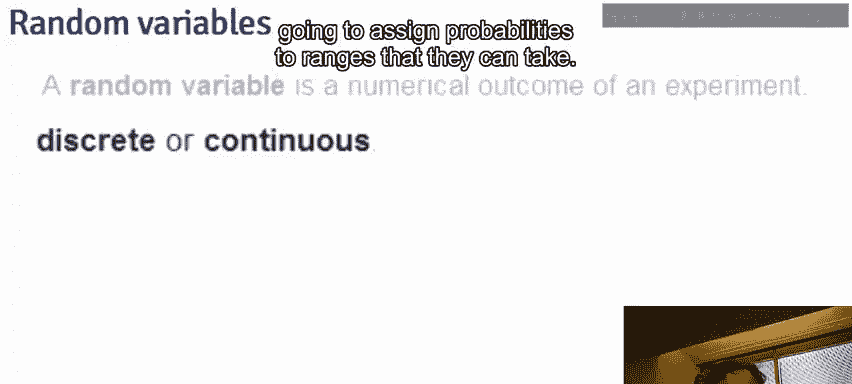 Random variables
going to assign probabilities
to ranges that they can take.
A random variable is a numerical outcome of an experiment.
discrete or continuous.